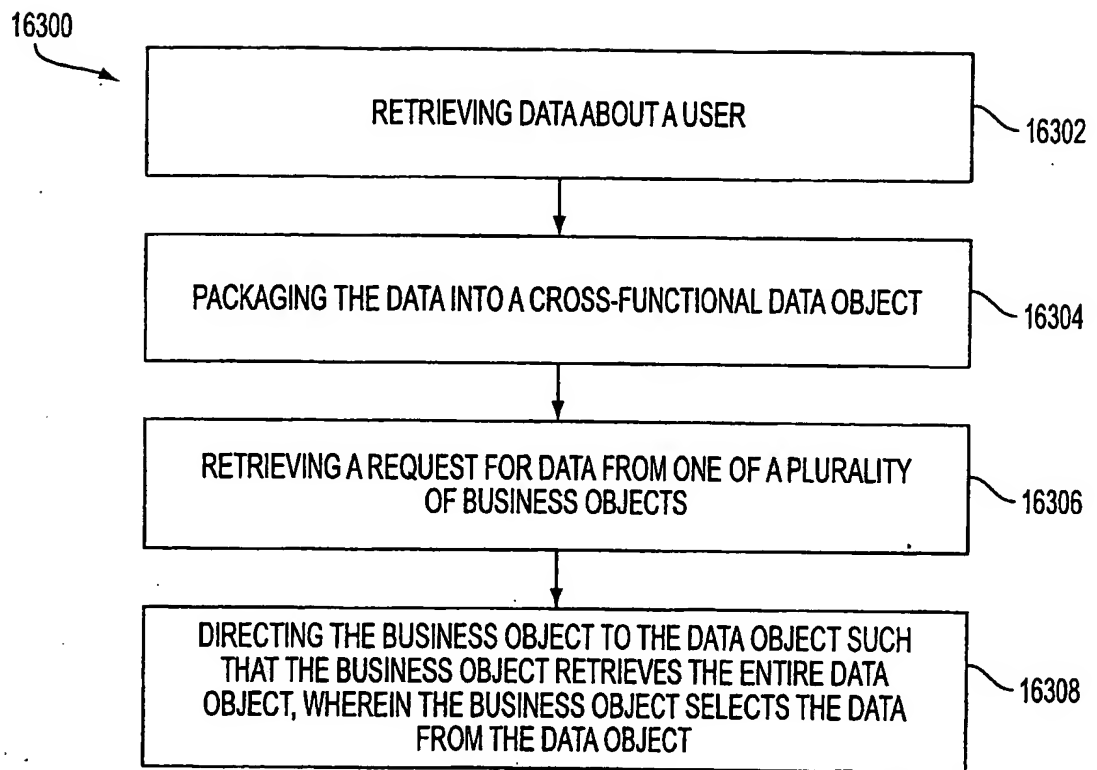 16300
RETRIEVING DATA ABOUT A USER
16302
PACKAGING THE DATA INTO A CROSS-FUNCTIONAL DATA OBJECT
16304
RETRIEVING A REQUEST FOR DATA FROM ONE OF A PLURALITY
OF BUSINESS OBJECTS
16306
DIRECTING THE BUSINESS OBJECT TO THE DATA OBJECT SUCH
THAT THE BUSINESS OBJECT RETRIEVES THE ENTIRE DATA
OBJECT, WHEREIN THE BUSINESS OBJECT SELECTS THE DATA
FROM THE DATA OBJECT
16308